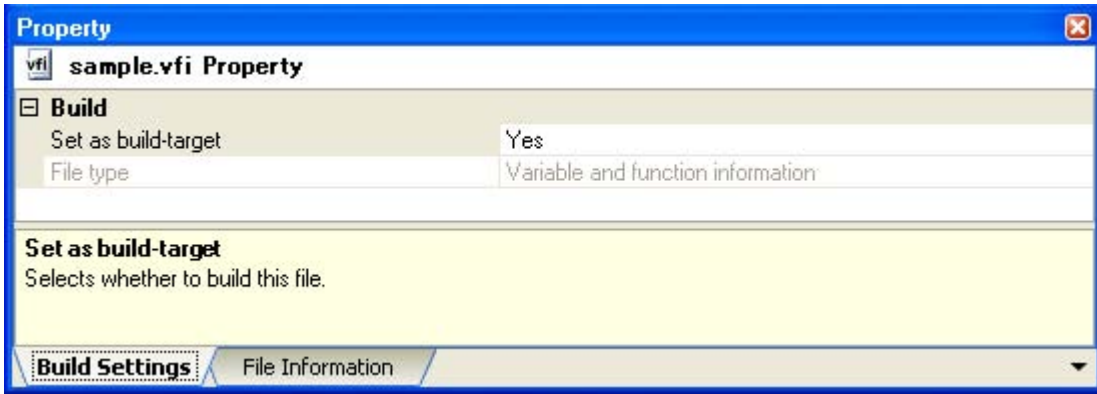 Property
vfi sample.vfi Property
Build
Set as build-target Yes
File type Variable and function information
Set as build-target
Selects whether to build this file.
Build Settings File Information